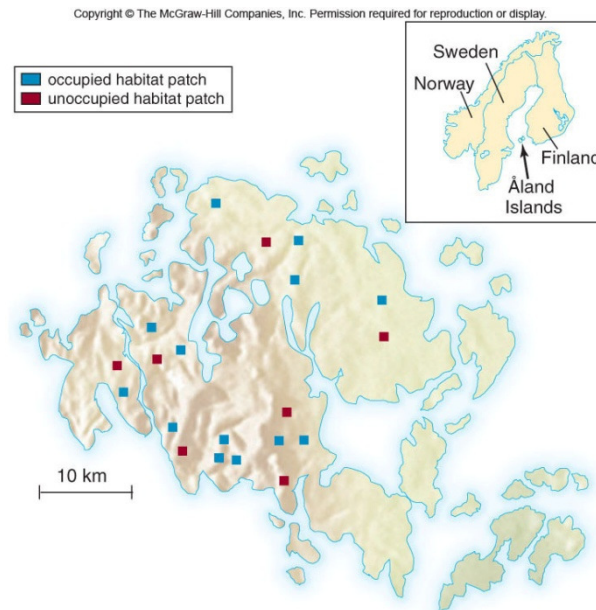 Copyright © The McGraw-Hill Companies, Inc. Permission required for reproduction or display.
occupied habitat patch
unoccupied habitat patch
Sweden
Norway
Finland
Åland
Islands
10 km